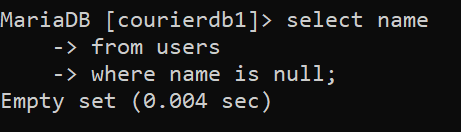 MariaDB [courierdb1]> select name
    -> from users
    -> where name is null;
Empty set (0.004 sec)